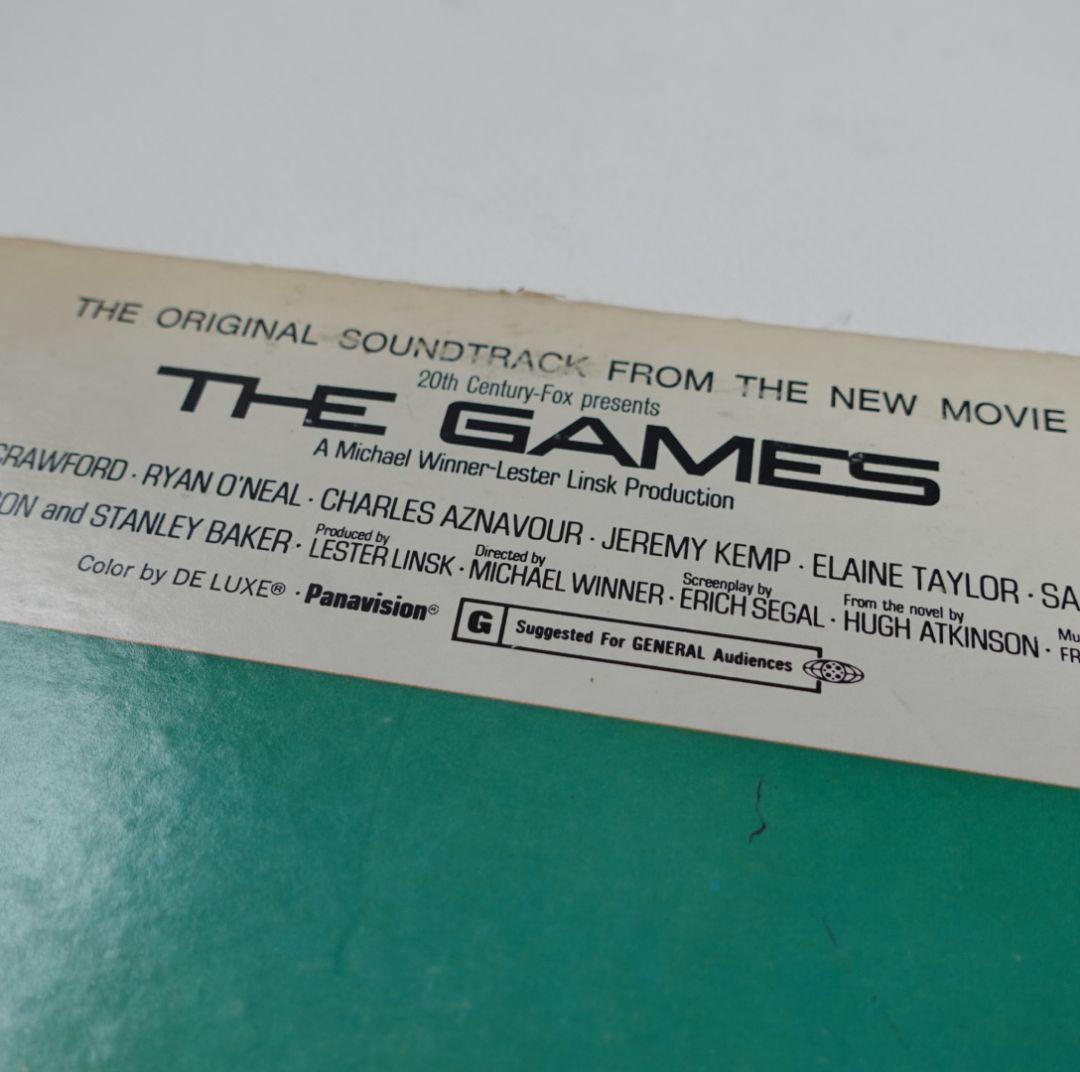 THE ORIGINAL SOUNDTRACK FROM THE NEW MOVIE
20th Century-Fox presents
THE GAMES
A Michael Winner-Lester Linsk Production
CRAWFORD · RYAN O'NEAL · CHARLES AZNAVOUR · JEREMY KEMP · ELAINE TAYLOR · SA
ON and STANLEY BAKER · Produced by LESTER LINSK · Directed by MICHAEL WINNER · Screenplay by ERICH SEGAL · From the novel by HUGH ATKINSON · Mu FR
Color by DE LUXE® · Panavision®
G Suggested For GENERAL Audiences